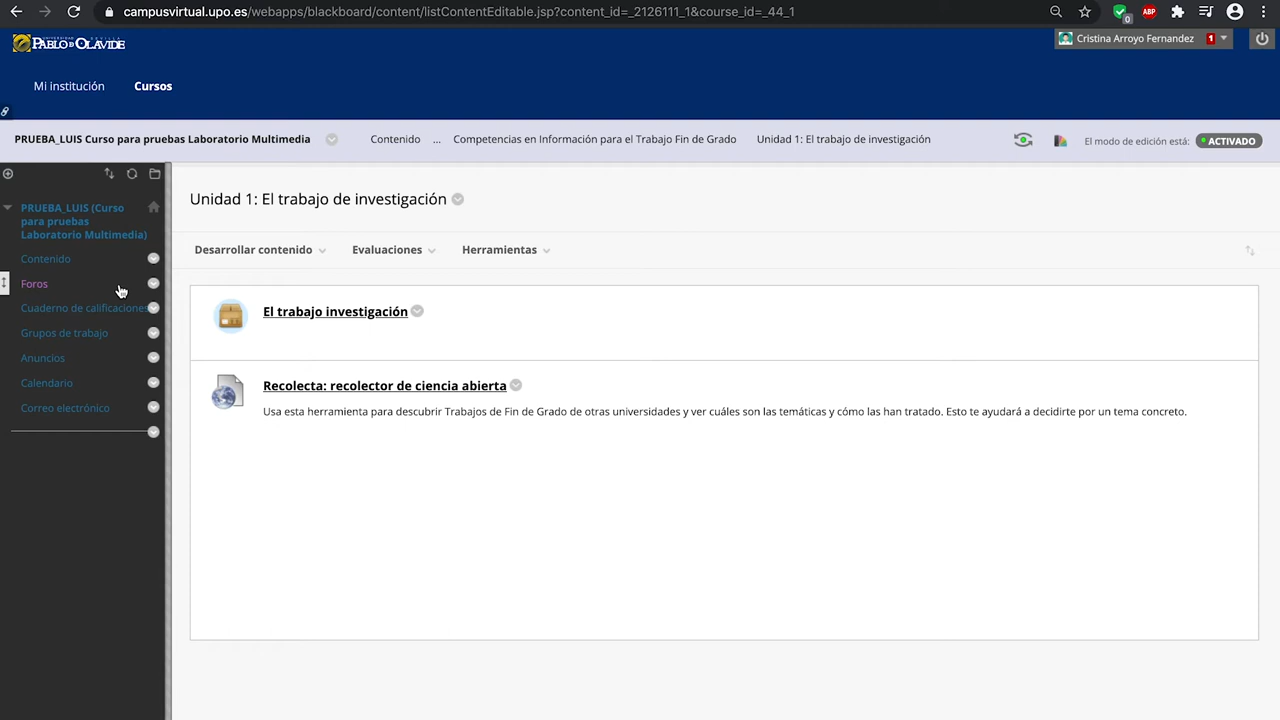 campusvirtual.upo.es/webapps/blackboard/content/listContentEditable.jsp?content_id=_2126111_1&course_id=_44_1
0
ABP
UNIVERSIDAD SEVILLA
PABLO D OLAVIDE
Cristina Arroyo Fernandez
1
Mi institución
Cursos
PRUEBA_LUIS Curso para pruebas Laboratorio Multimedia
Contenido
...
Competencias en Información para el Trabajo Fin de Grado
Unidad 1: El trabajo de investigación
El modo de edición está:
ACTIVADO
PRUEBA_LUIS (Curso
para pruebas
Laboratorio Multimedia)
Contenido
Foros
Cuaderno de calificaciones
Grupos de trabajo
Anuncios
Calendario
Correo electrónico
Unidad 1: El trabajo de investigación
Desarrollar contenido
Evaluaciones
Herramientas
El trabajo investigación
Recolecta: recolector de ciencia abierta
Usa esta herramienta para descubrir Trabajos de Fin de Grado de otras universidades y ver cuáles son las temáticas y cómo las han tratado. Esto te ayudará a decidirte por un tema concreto.